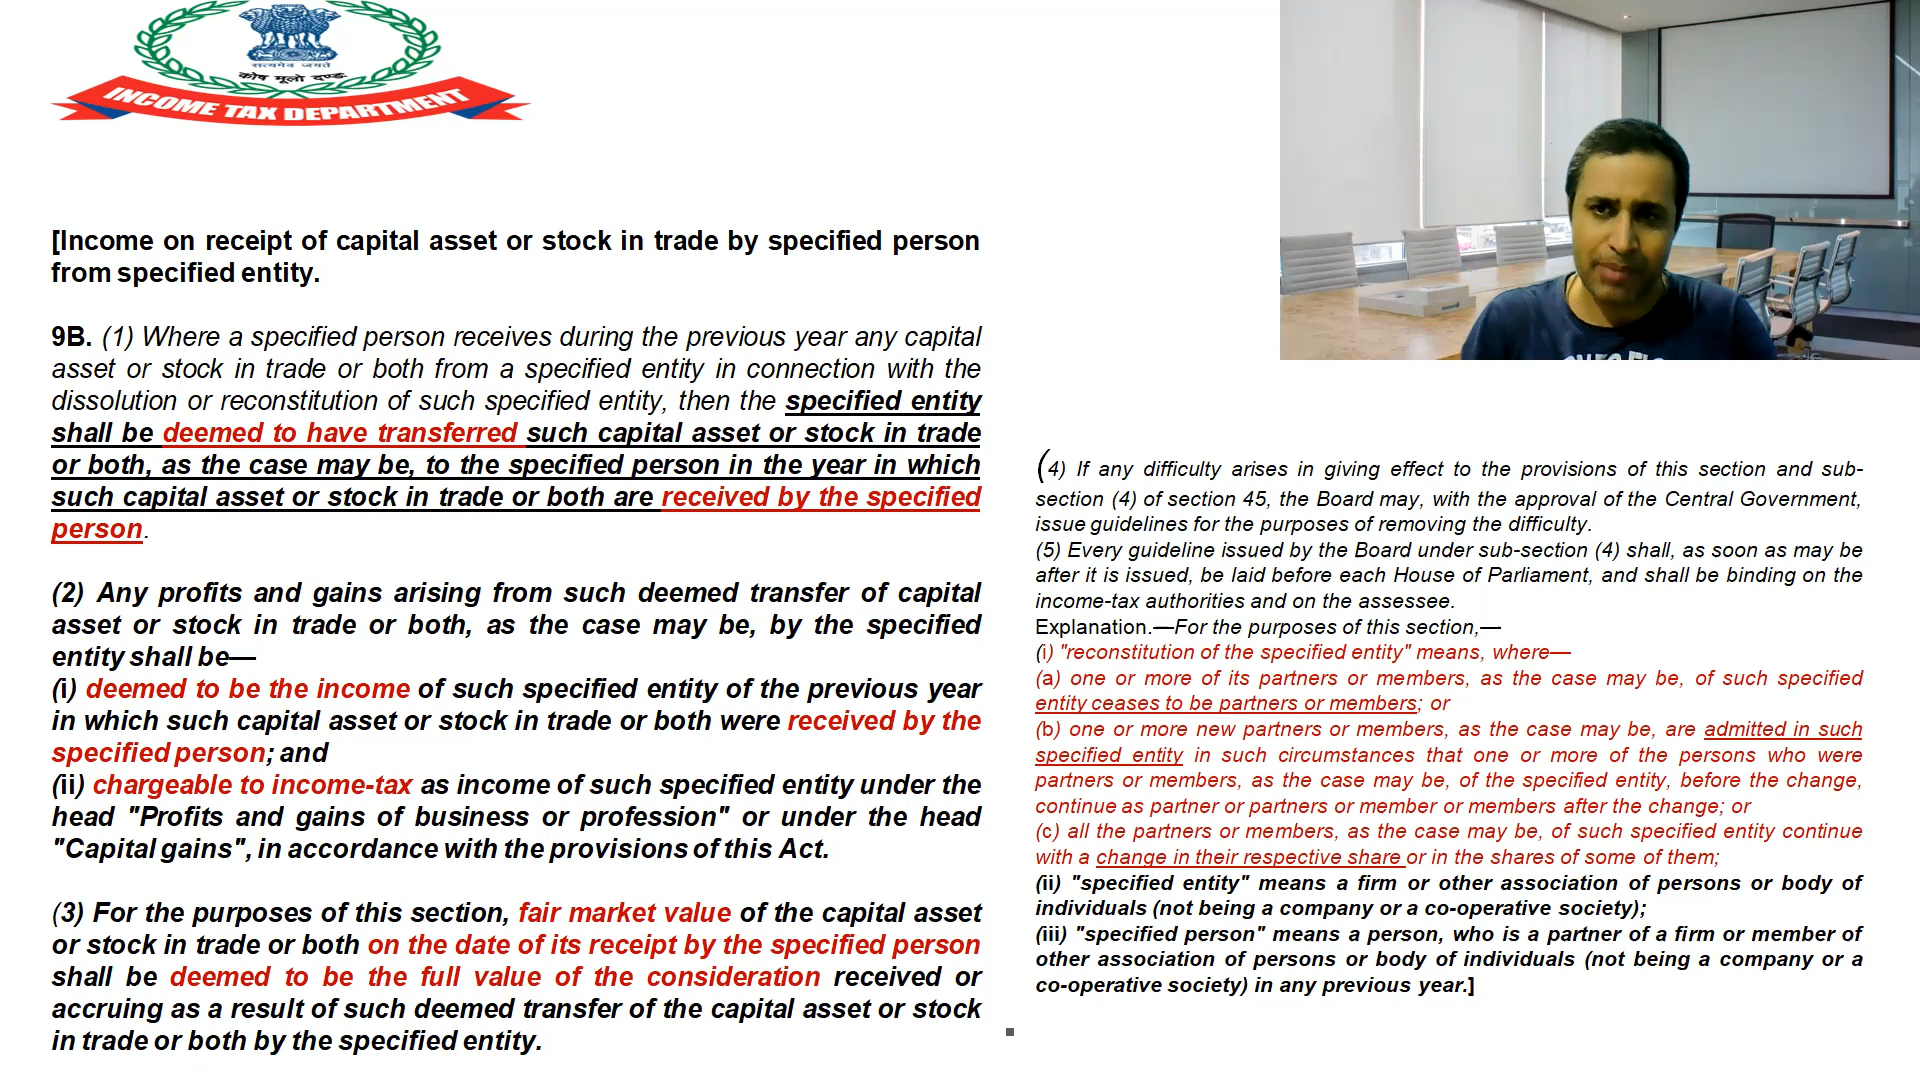 सत्यमेव जयते
कोष मूलो दण्डः
INCOME TAX DEPARTMENT
[Income on receipt of capital asset or stock in trade by specified person
from specified entity.
9B. (1) Where a specified person receives during the previous year any capital
asset or stock in trade or both from a specified entity in connection with the
dissolution or reconstitution of such specified entity, then the specified entity
shall be deemed to have transferred such capital asset or stock in trade
or both, as the case may be, to the specified person in the year in which
such capital asset or stock in trade or both are received by the specified
person.
(2) Any profits and gains arising from such deemed transfer of capital
asset or stock in trade or both, as the case may be, by the specified
entity shall be—
(i) deemed to be the income of such specified entity of the previous year
in which such capital asset or stock in trade or both were received by the
specified person; and
(ii) chargeable to income-tax as income of such specified entity under the
head "Profits and gains of business or profession" or under the head
"Capital gains", in accordance with the provisions of this Act.
(3) For the purposes of this section, fair market value of the capital asset
or stock in trade or both on the date of its receipt by the specified person
shall be deemed to be the full value of the consideration received or
accruing as a result of such deemed transfer of the capital asset or stock
in trade or both by the specified entity.
(4) If any difficulty arises in giving effect to the provisions of this section and sub-
section (4) of section 45, the Board may, with the approval of the Central Government,
issue guidelines for the purposes of removing the difficulty.
(5) Every guideline issued by the Board under sub-section (4) shall, as soon as may be
after it is issued, be laid before each House of Parliament, and shall be binding on the
income-tax authorities and on the assessee.
Explanation.—For the purposes of this section,—
(i) "reconstitution of the specified entity" means, where—
(a) one or more of its partners or members, as the case may be, of such specified
entity ceases to be partners or members; or
(b) one or more new partners or members, as the case may be, are admitted in such
specified entity in such circumstances that one or more of the persons who were
partners or members, as the case may be, of the specified entity, before the change,
continue as partner or partners or member or members after the change; or
(c) all the partners or members, as the case may be, of such specified entity continue
with a change in their respective share or in the shares of some of them;
(ii) "specified entity" means a firm or other association of persons or body of
individuals (not being a company or a co-operative society);
(iii) "specified person" means a person, who is a partner of a firm or member of
other association of persons or body of individuals (not being a company or a
co-operative society) in any previous year.]